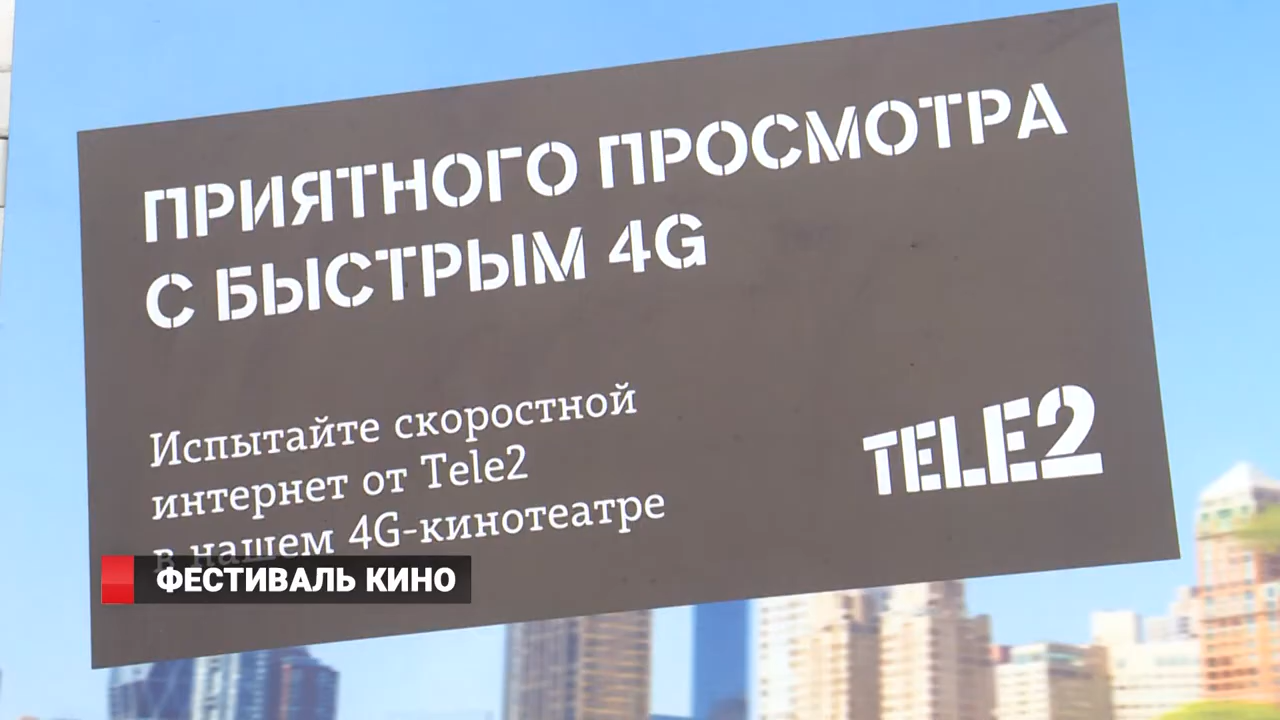 ПРИЯТНОГО ПРОСМОТРА
С БЫСТРЫМ 4G
Испытайте скоростной
интернет от Tele2
в нашем 4G-кинотеатре
TELE2
ФЕСТИВАЛЬ КИНО